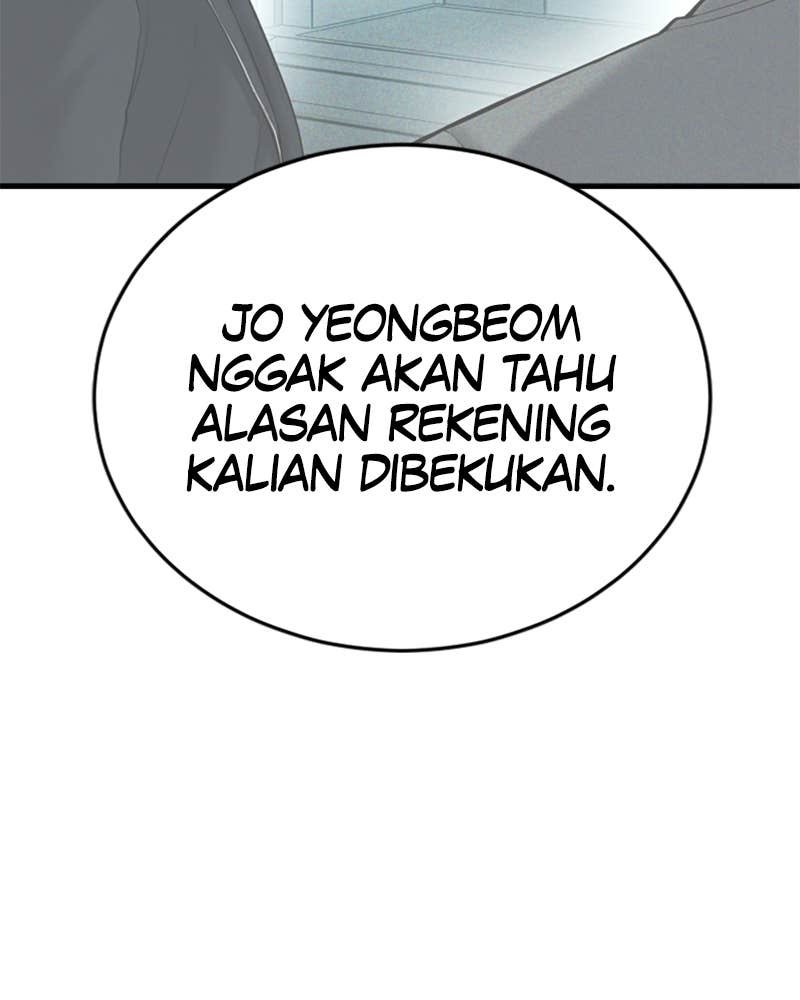 JO YEONGBEOM
NGGAK AKAN TAHU
ALASAN REKENING
KALIAN DIBEKUKAN.